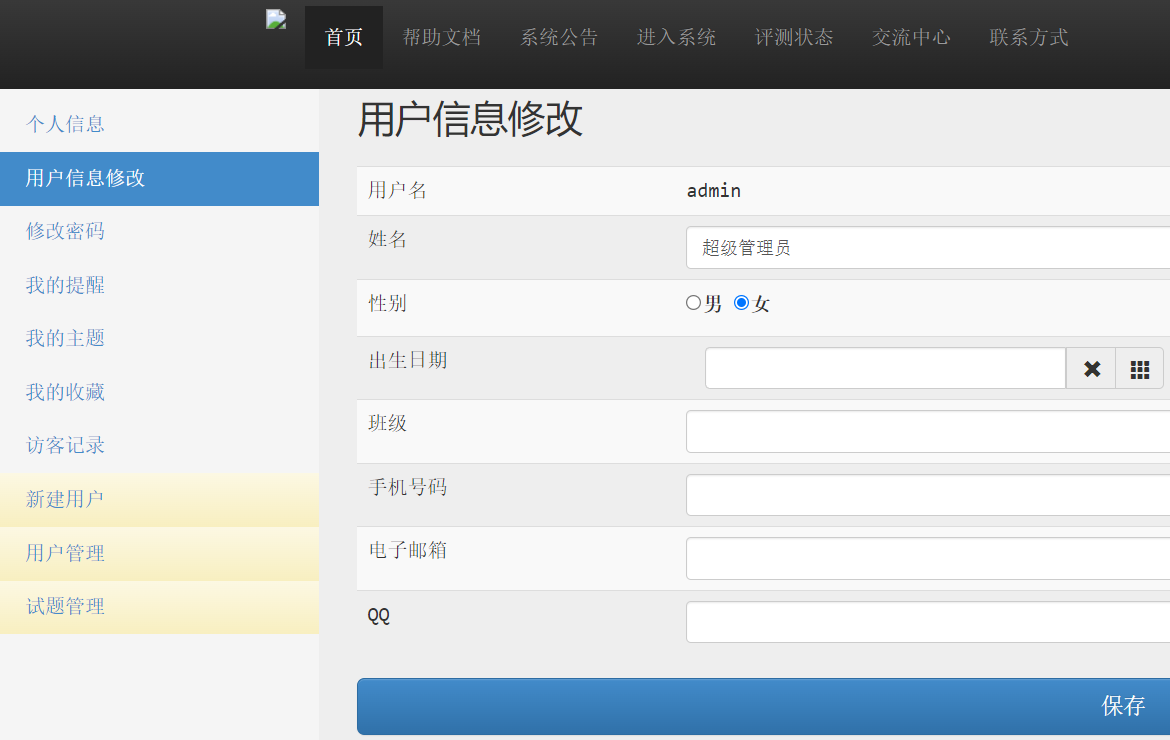 首页 帮助文档 系统公告 进入系统 评测状态 交流中心 联系方式
个人信息
用户信息修改
修改密码
我的提醒
我的主题
我的收藏
访客记录
新建用户
用户管理
试题管理
用户信息修改
用户名 admin
姓名 超级管理员
性别 男 女
出生日期
班级
手机号码
电子邮箱
QQ
保存